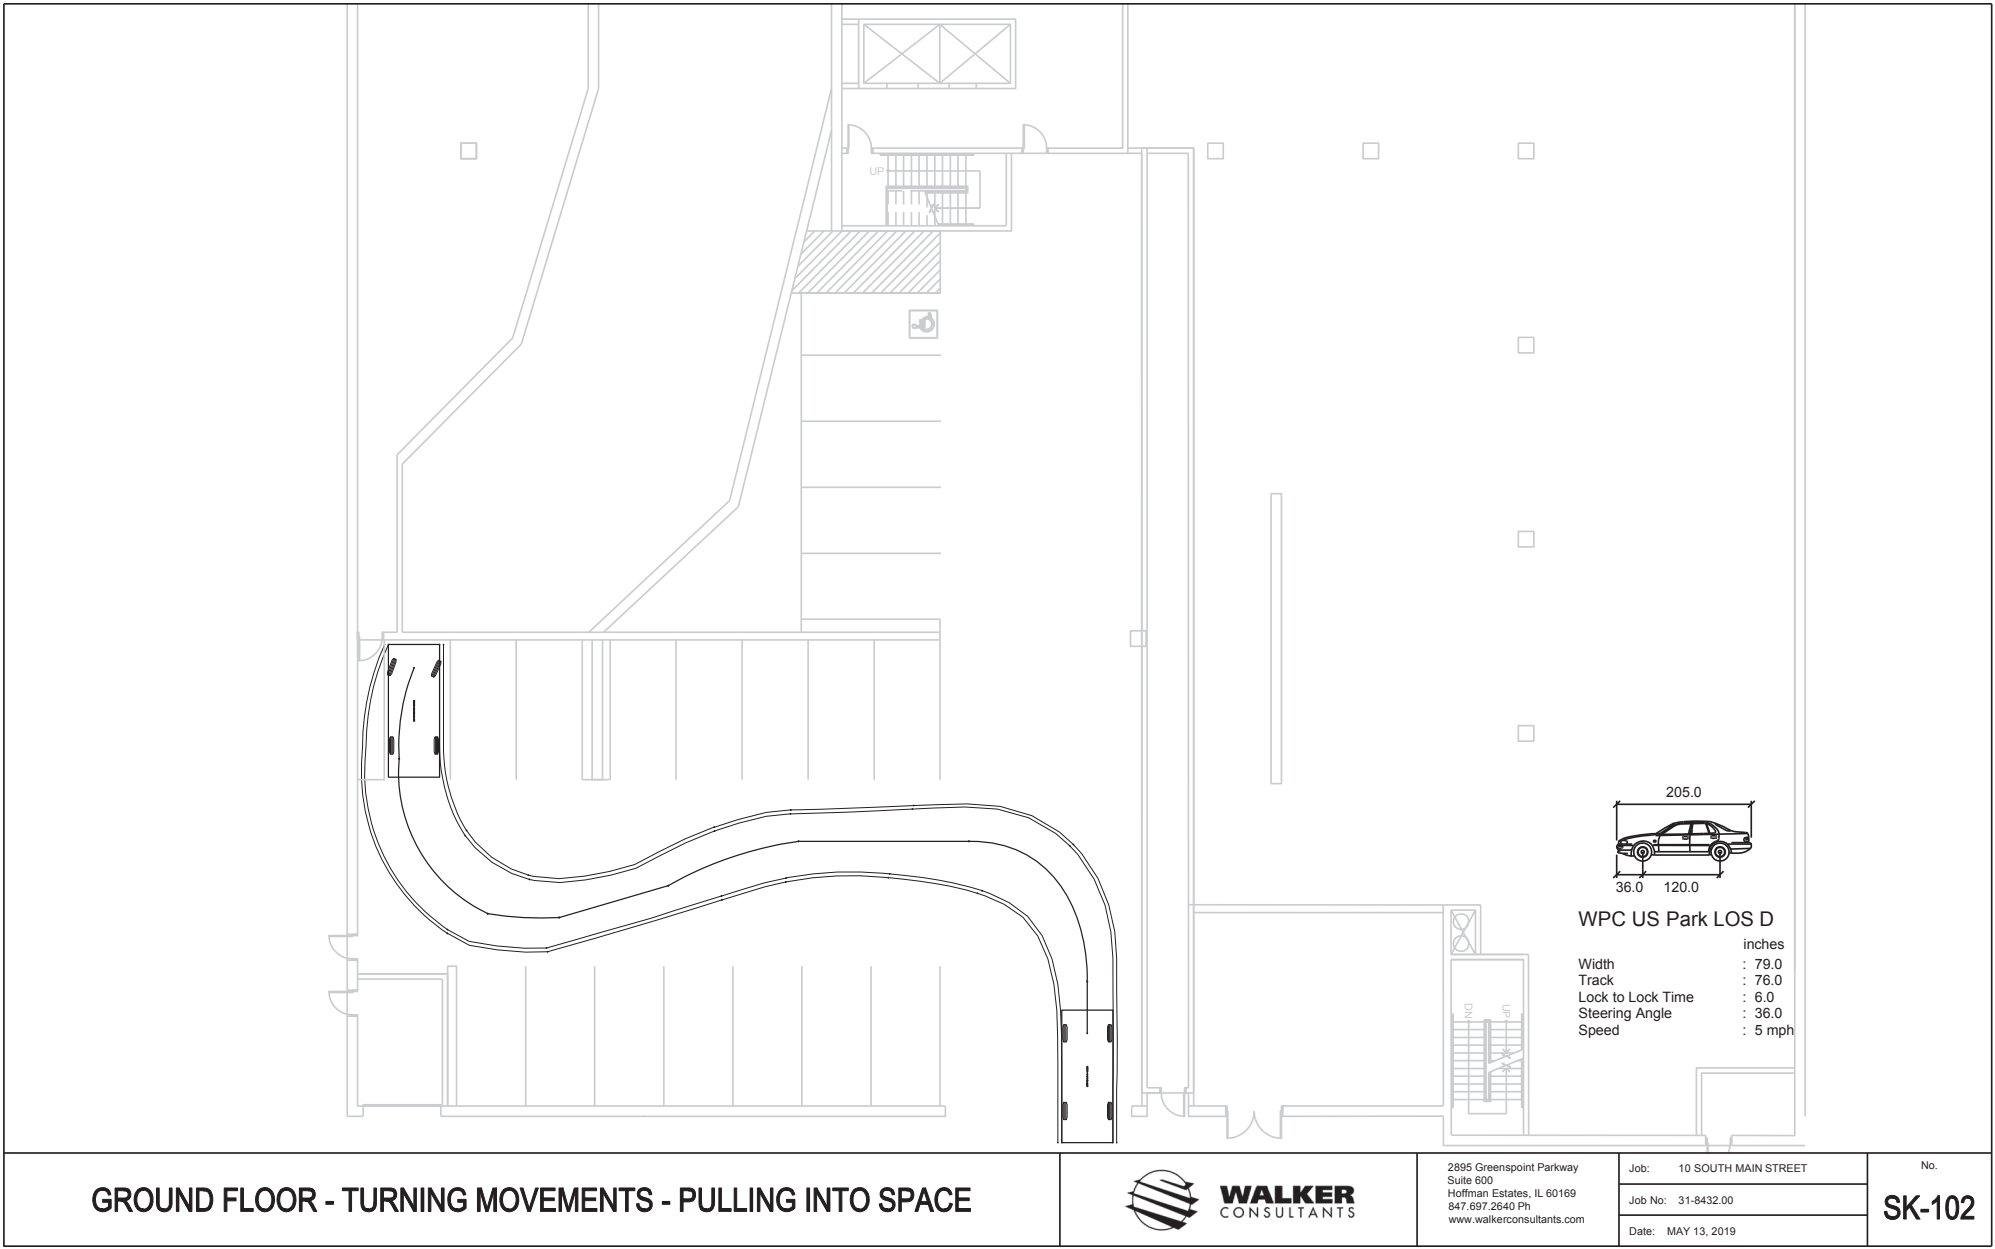 UP
205.0
36.0 120.0
WPC US Park LOS D
inches
Width : 79.0
Track : 76.0
Lock to Lock Time : 6.0
Steering Angle : 36.0
Speed : 5 mph
DN UP
GROUND FLOOR - TURNING MOVEMENTS - PULLING INTO SPACE
WALKER
CONSULTANTS
2895 Greenspoint Parkway
Suite 600
Hoffman Estates, IL 60169
847.697.2640 Ph
www.walkerconsultants.com
Job: 10 SOUTH MAIN STREET
Job No: 31-8432.00
Date: MAY 13, 2019
No.
SK-102